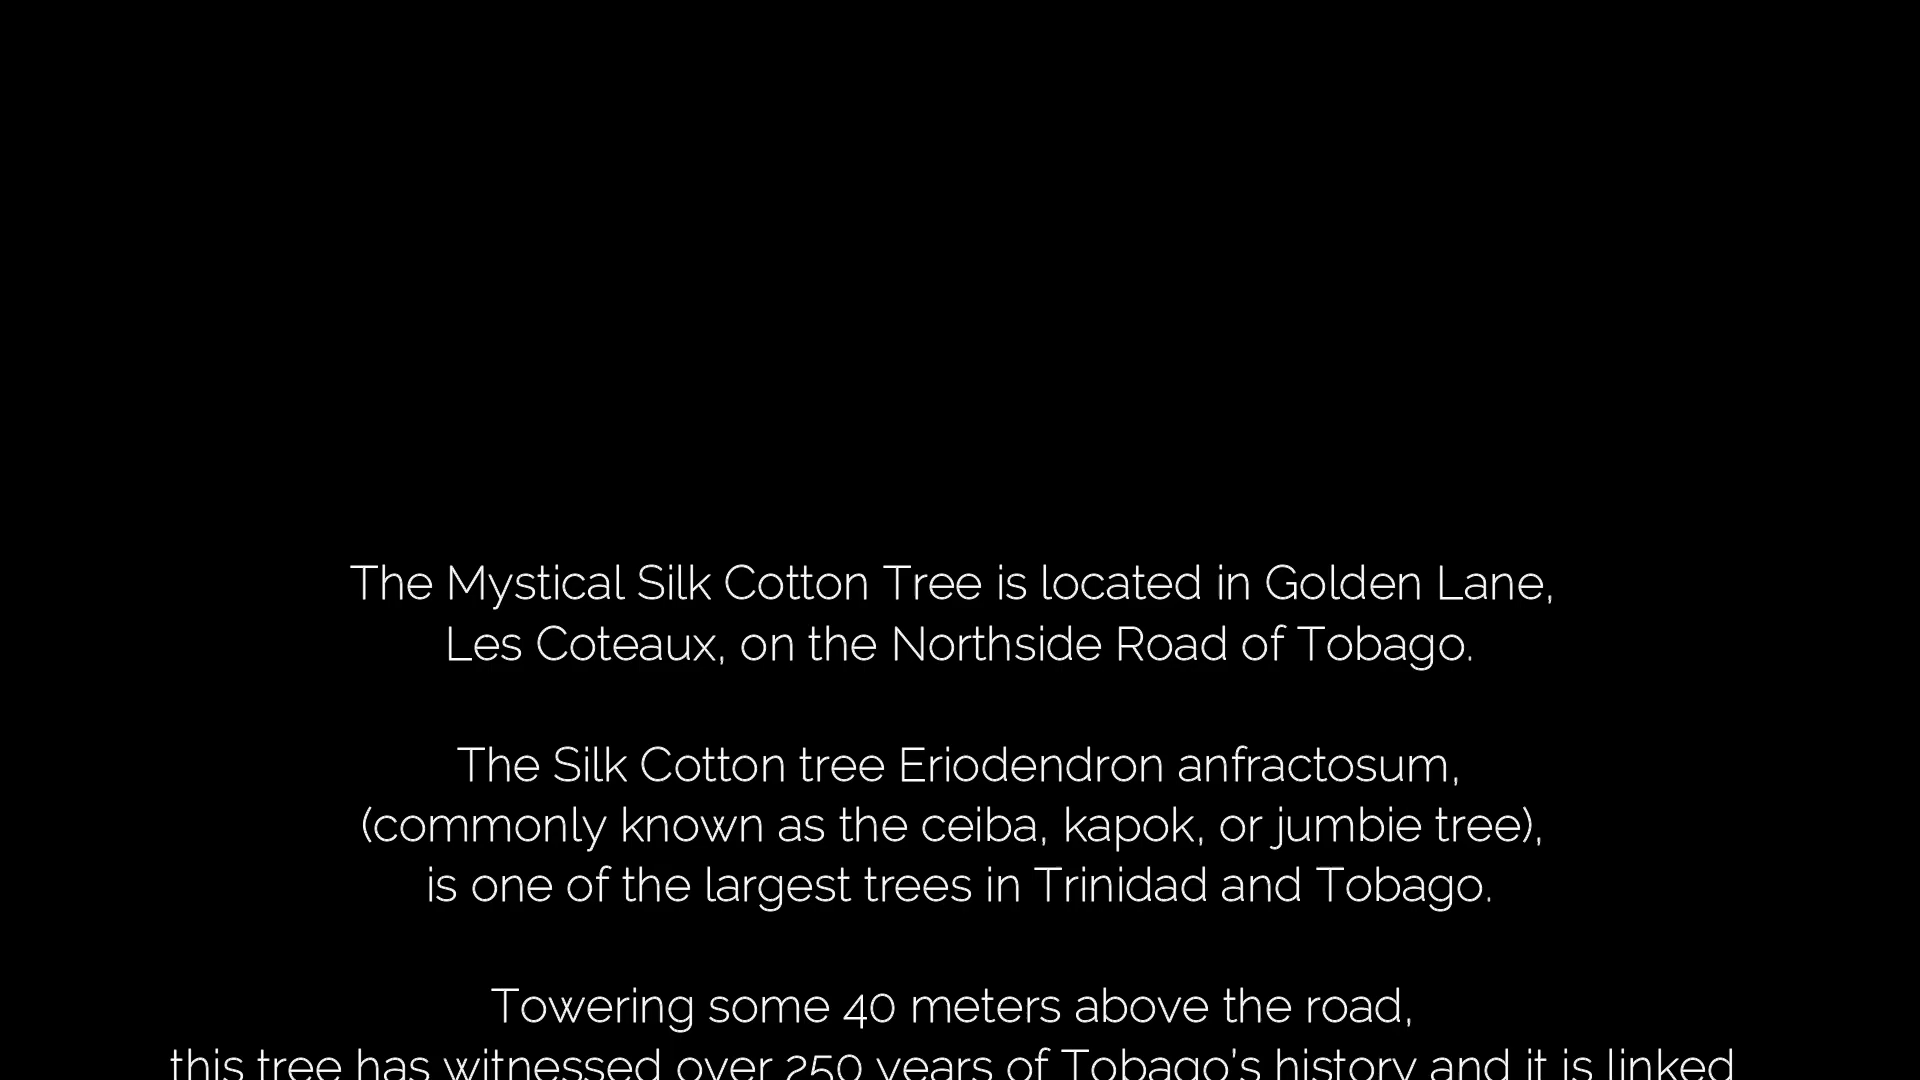 The Mystical Silk Cotton Tree is located in Golden Lane,
Les Coteaux, on the Northside Road of Tobago.
The Silk Cotton tree Eriodendron anfractosum,
(commonly known as the ceiba, kapok, or jumbie tree),
is one of the largest trees in Trinidad and Tobago.
Towering some 40 meters above the road,
this tree has witnessed over 250 years of Tobago's history and it is linked